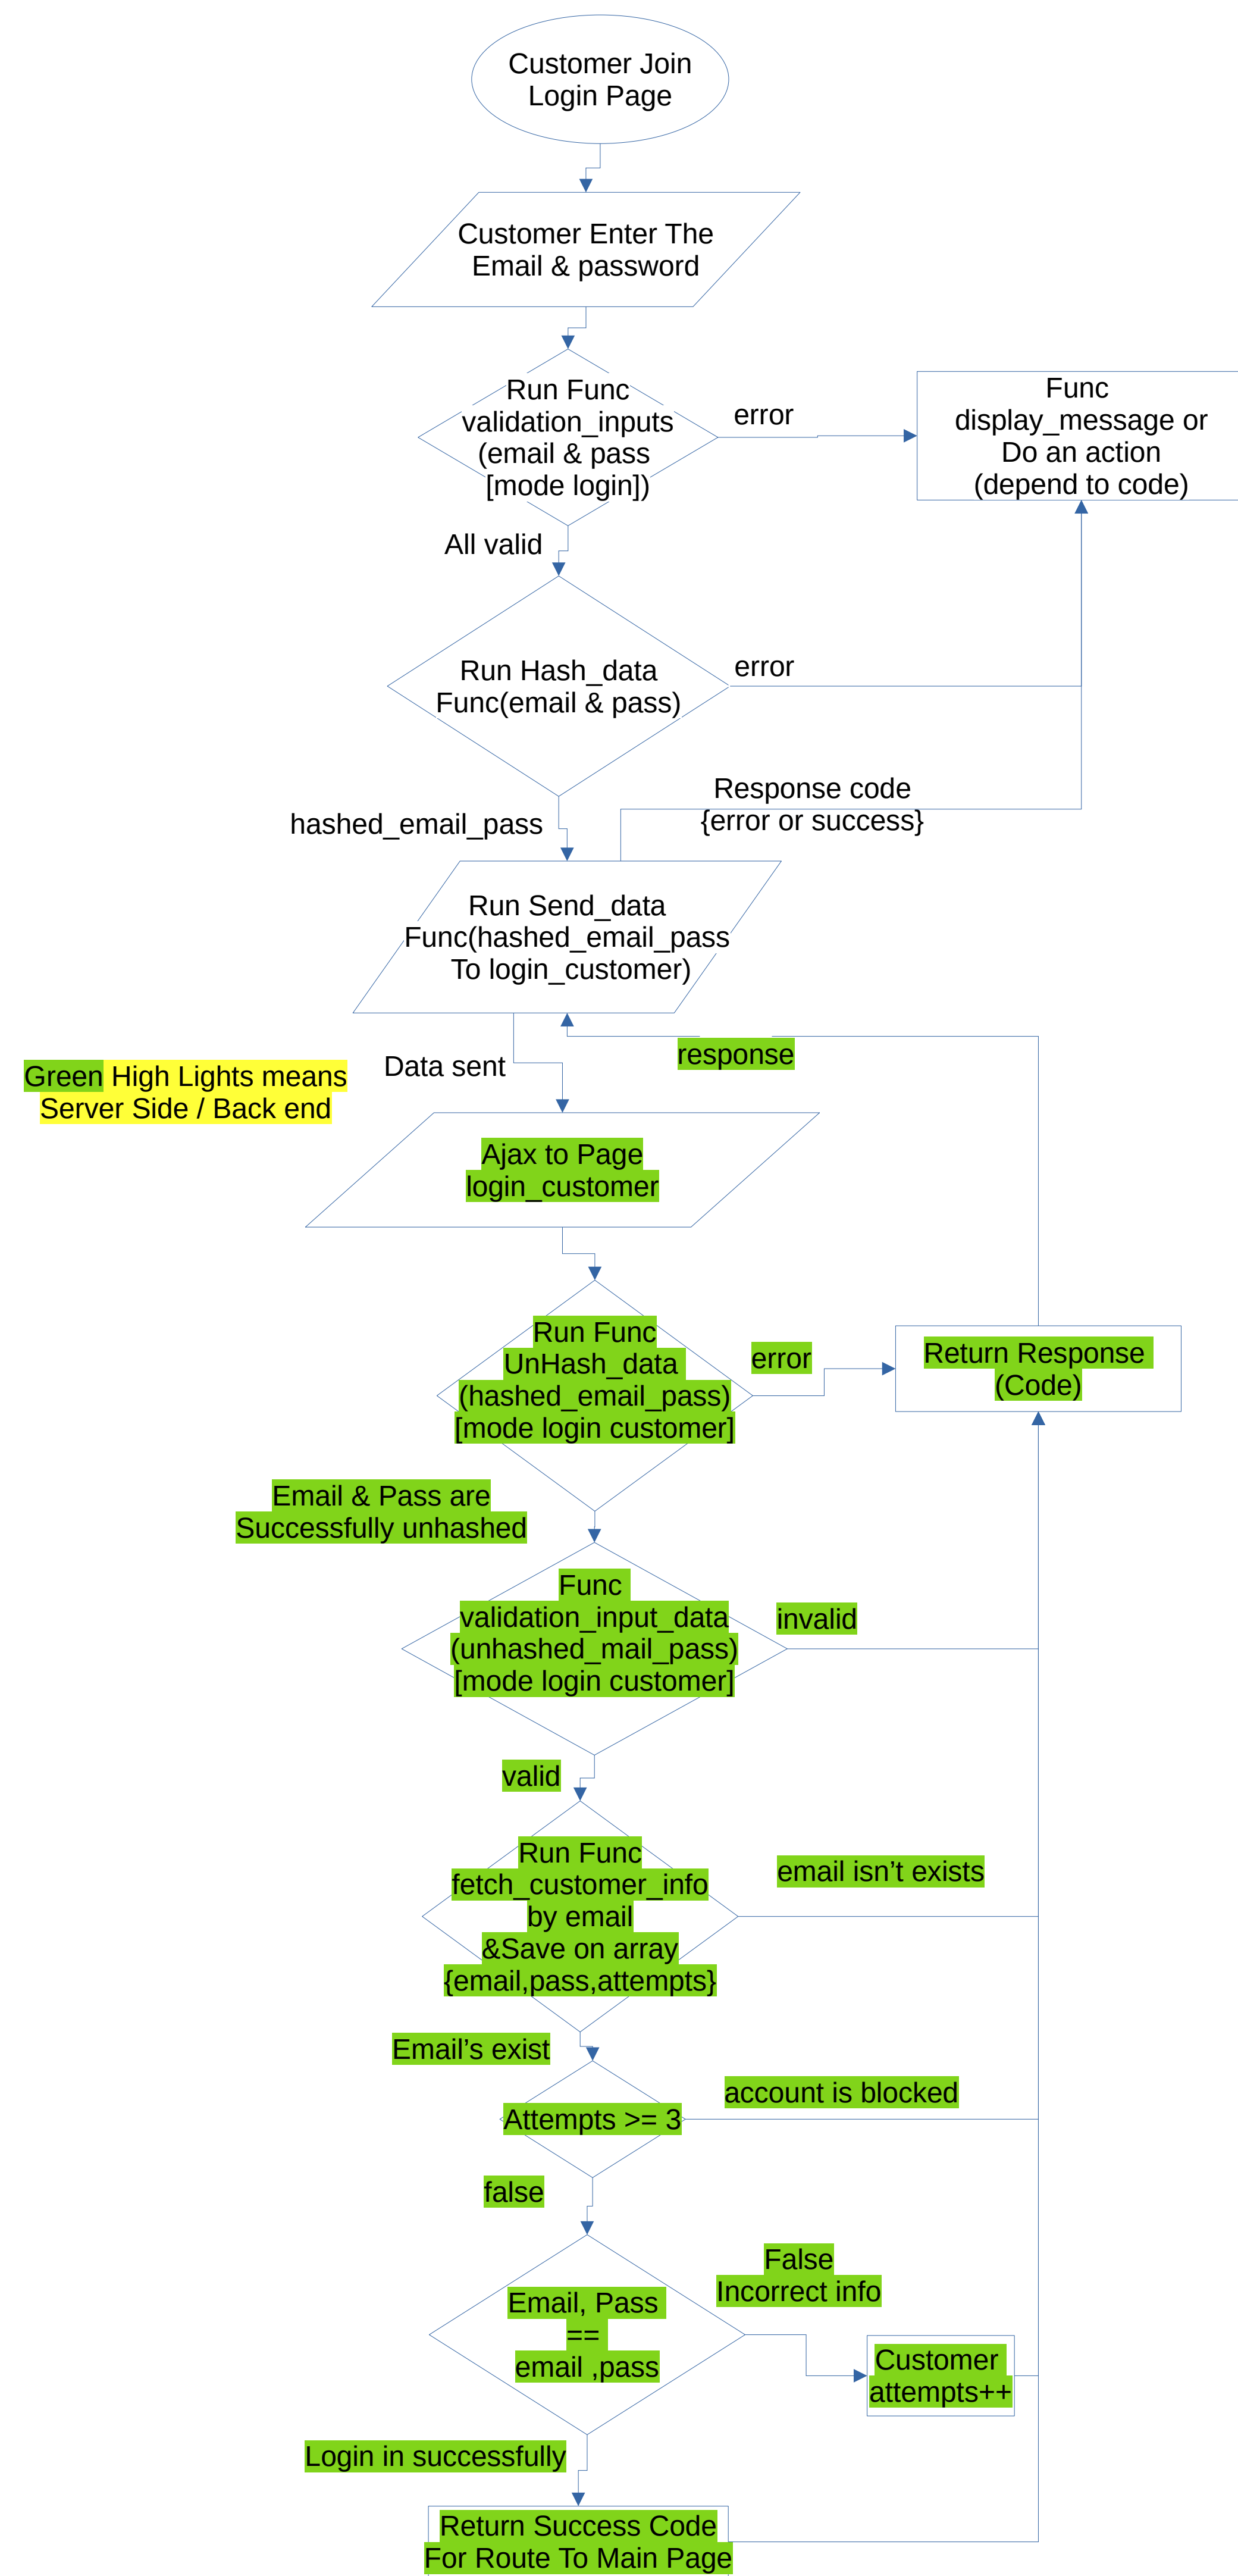 Customer Join
Login Page
Customer Enter The
Email & password
Run Func
validation_inputs
(email & pass
[mode login])
error
Func
display_message or
Do an action
(depend to code)
All valid
Run Hash_data
Func(email & pass)
error
hashed_email_pass
Response code
{error or success}
Run Send_data
Func(hashed_email_pass
To login_customer)
Data sent
response
Green High Lights means
Server Side / Back end
Ajax to Page
login_customer
Run Func
UnHash_data
(hashed_email_pass)
[mode login customer]
error
Return Response
(Code)
Email & Pass are
Successfully unhashed
Func
validation_input_data
(unhashed_mail_pass)
[mode login customer]
invalid
valid
Run Func
fetch_customer_info
by email
&Save on array
{email,pass,attempts}
email isn’t exists
Email’s exist
Attempts >= 3
account is blocked
false
Email, Pass
==
email ,pass
False
Incorrect info
Customer
attempts++
Login in successfully
Return Success Code
For Route To Main Page